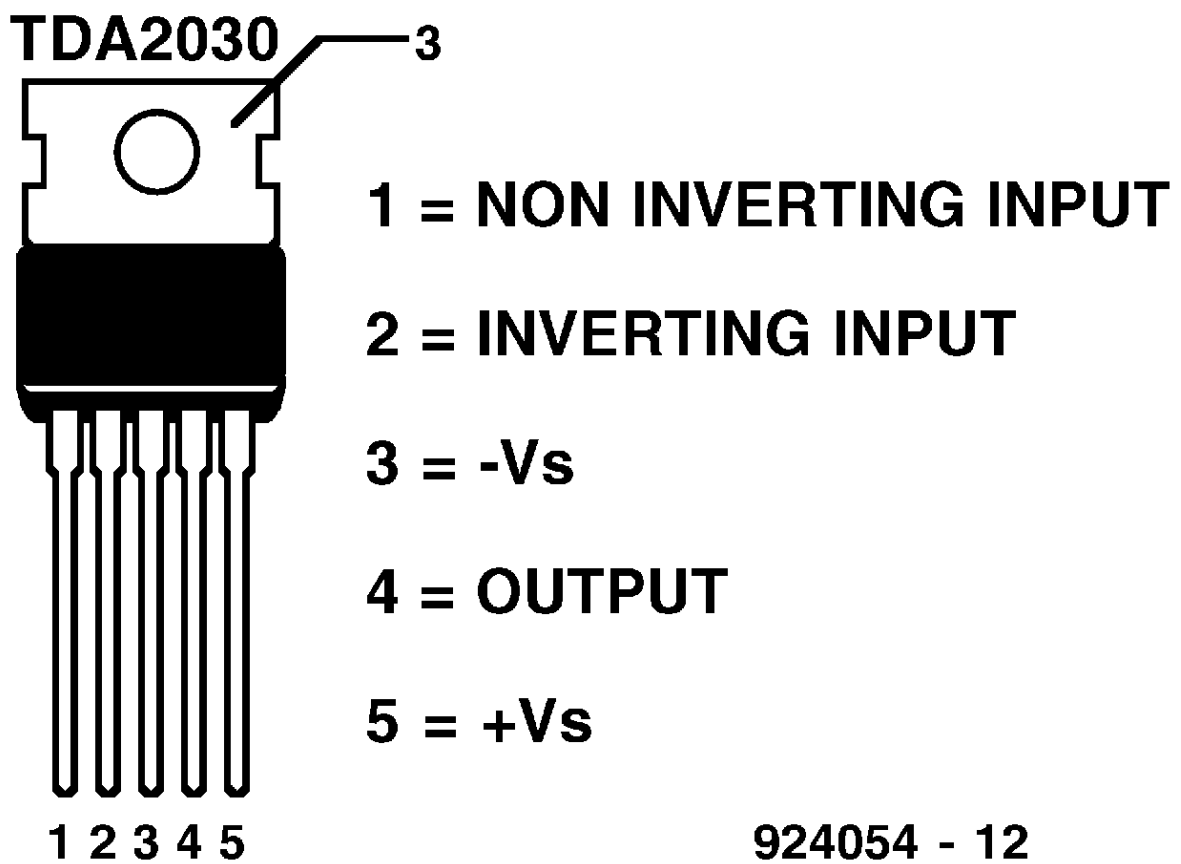 TDA2030
3
1 = NON INVERTING INPUT
2 = INVERTING INPUT
3 = -Vs
4 = OUTPUT
5 = +Vs
1 2 3 4 5
924054 - 12